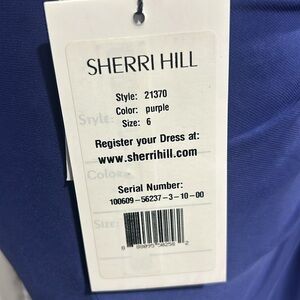 SHERRI HILL
Style: 21370
Color: purple
Size: 6
Register your Dress at:
www.sherrihill.com
Serial Number:
100609-56237-3-10-00